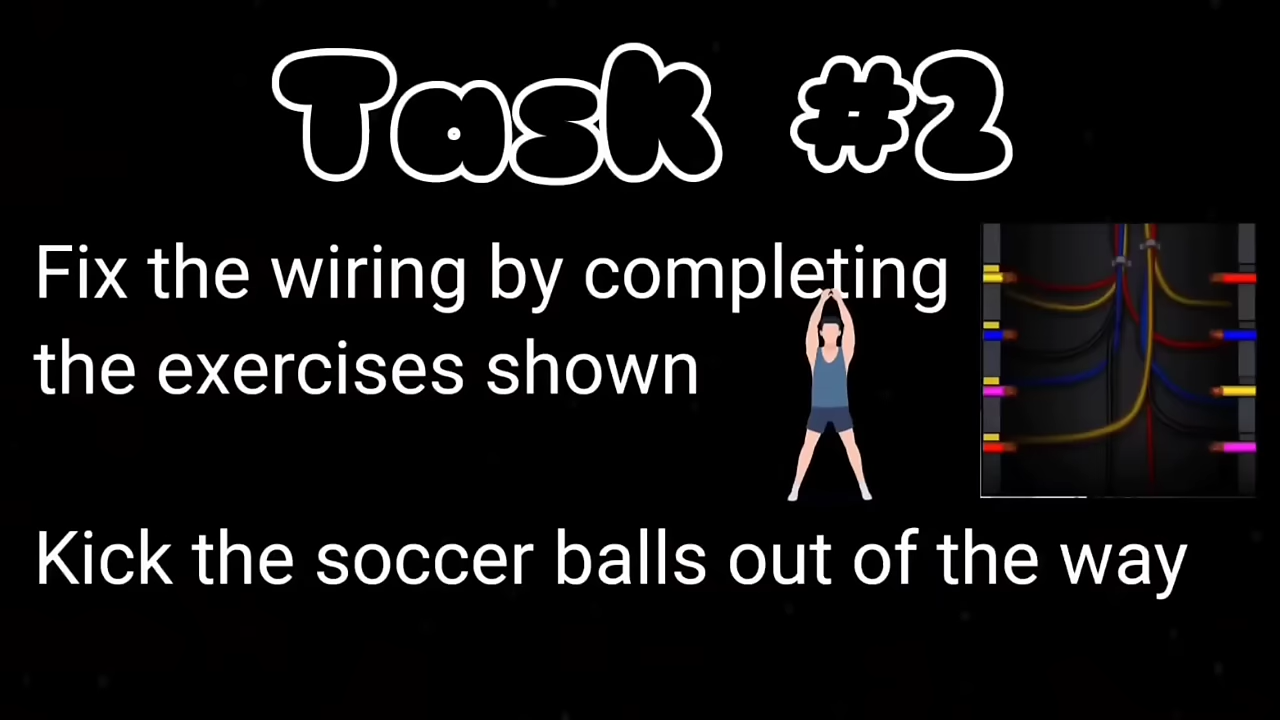 Task #2
Fix the wiring by completing
the exercises shown
Kick the soccer balls out of the way